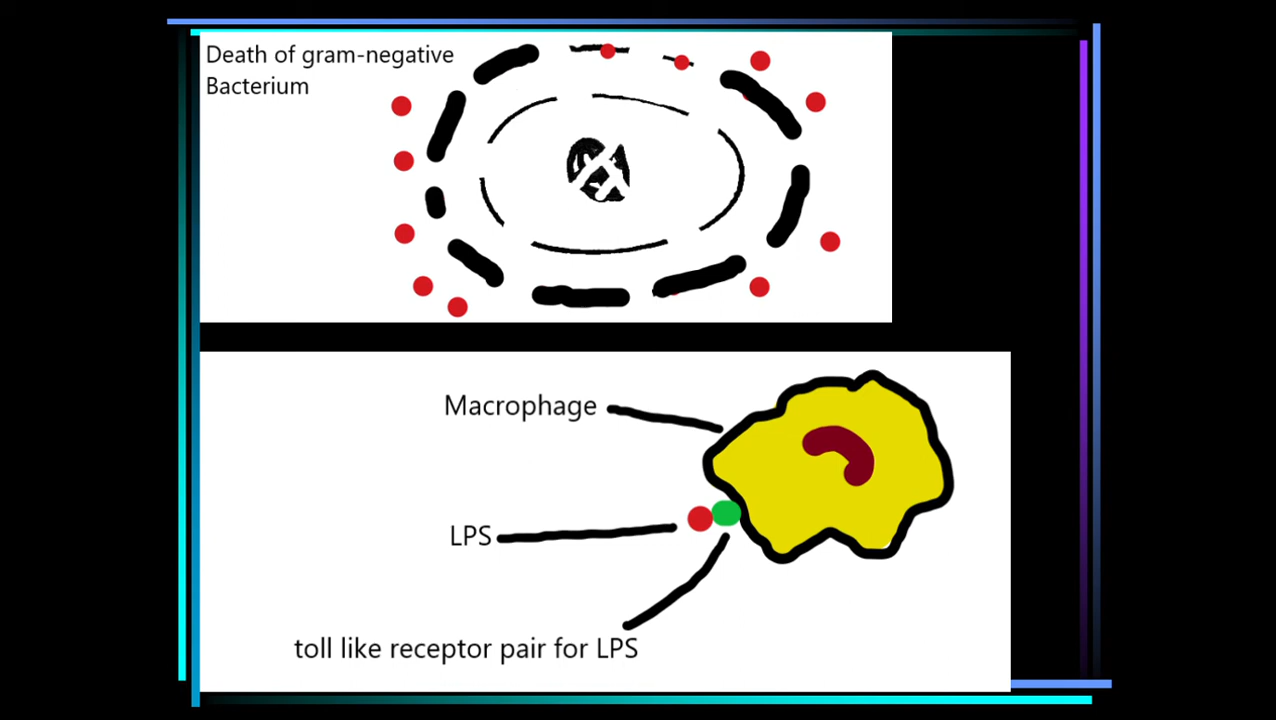 Death of gram-negative
Bacterium
Macrophage
LPS
toll like receptor pair for LPS